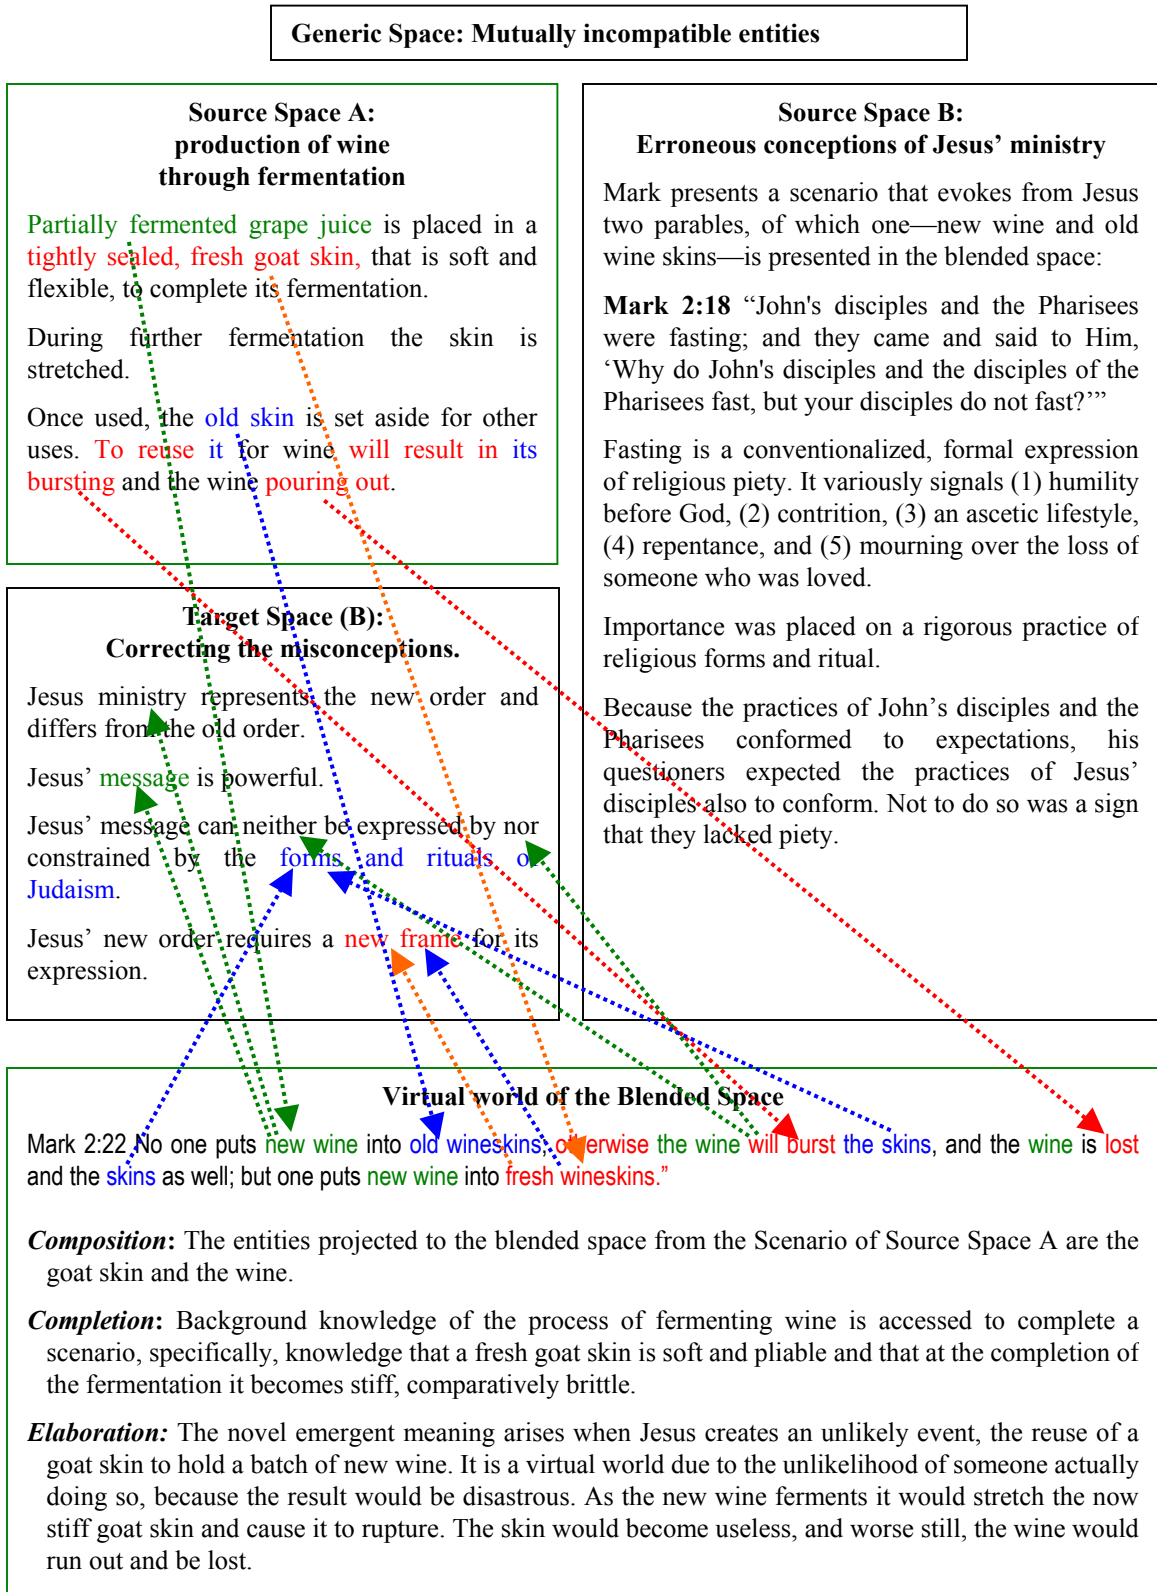 Generic Space: Mutually incompatible entities
Source Space A:
production of wine
through fermentation
Partially fermented grape juice is placed in a
tightly sealed, fresh goat skin, that is soft and
flexible, to complete its fermentation.
During further fermentation the skin is
stretched.
Once used, the old skin is set aside for other
uses. To reuse it for wine will result in its
bursting and the wine pouring out.
Source Space B:
Erroneous conceptions of Jesus’ ministry
Mark presents a scenario that evokes from Jesus
two parables, of which one—new wine and old
wine skins—is presented in the blended space:
Mark 2:18 “John's disciples and the Pharisees
were fasting; and they came and said to Him,
‘Why do John's disciples and the disciples of the
Pharisees fast, but your disciples do not fast?’”
Fasting is a conventionalized, formal expression
of religious piety. It variously signals (1) humility
before God, (2) contrition, (3) an ascetic lifestyle,
(4) repentance, and (5) mourning over the loss of
someone who was loved.
Importance was placed on a rigorous practice of
religious forms and ritual.
Because the practices of John’s disciples and the
Pharisees conformed to expectations, his
questioners expected the practices of Jesus’
disciples also to conform. Not to do so was a sign
that they lacked piety.
Target Space (B):
Correcting the misconceptions.
Jesus ministry represents the new order and
differs from the old order.
Jesus’ message is powerful.
Jesus’ message can neither be expressed by nor
constrained by the forms and rituals of
Judaism.
Jesus’ new order requires a new frame for its
expression.
Virtual world of the Blended Space
Mark 2:22 No one puts new wine into old wineskins; otherwise the wine will burst the skins, and the wine is lost
and the skins as well; but one puts new wine into fresh wineskins.”
Composition: The entities projected to the blended space from the Scenario of Source Space A are the
goat skin and the wine.
Completion: Background knowledge of the process of fermenting wine is accessed to complete a
scenario, specifically, knowledge that a fresh goat skin is soft and pliable and that at the completion of
the fermentation it becomes stiff, comparatively brittle.
Elaboration: The novel emergent meaning arises when Jesus creates an unlikely event, the reuse of a
goat skin to hold a batch of new wine. It is a virtual world due to the unlikelihood of someone actually
doing so, because the result would be disastrous. As the new wine ferments it would stretch the now
stiff goat skin and cause it to rupture. The skin would become useless, and worse still, the wine would
run out and be lost.